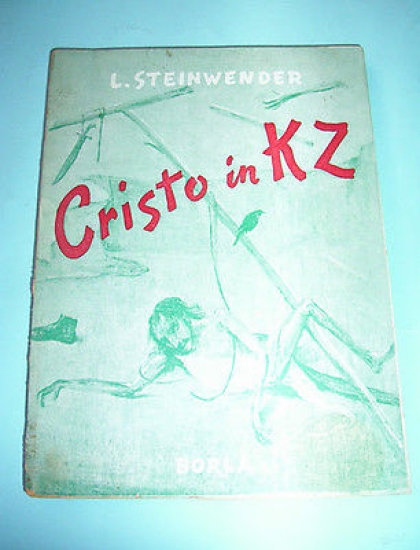 L. STEINWENDER
Cristo in KZ
BORLA